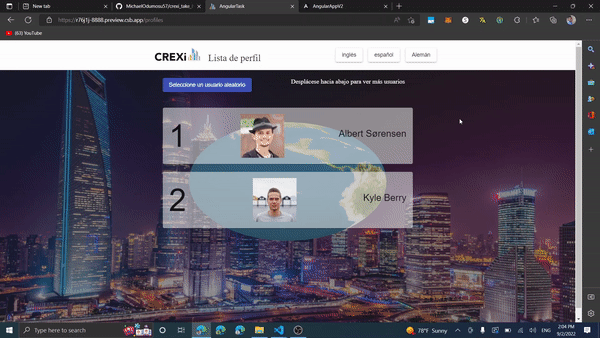 New tab
MichaelOdumosu57/crexi_take_
AngularTask
AngularAppV2
https://r76j1j-8888.preview.csb.app/profiles
(63) YouTube
CREXi
Lista de perfil
Inglés
español
Alemán
Seleccione un usuario aleatorio
Desplácese hacia abajo para ver más usuarios
1
Albert Sørensen
2
Kyle Berry
Type here to search
78°F Sunny
ENG
2:04 PM
9/2/2022